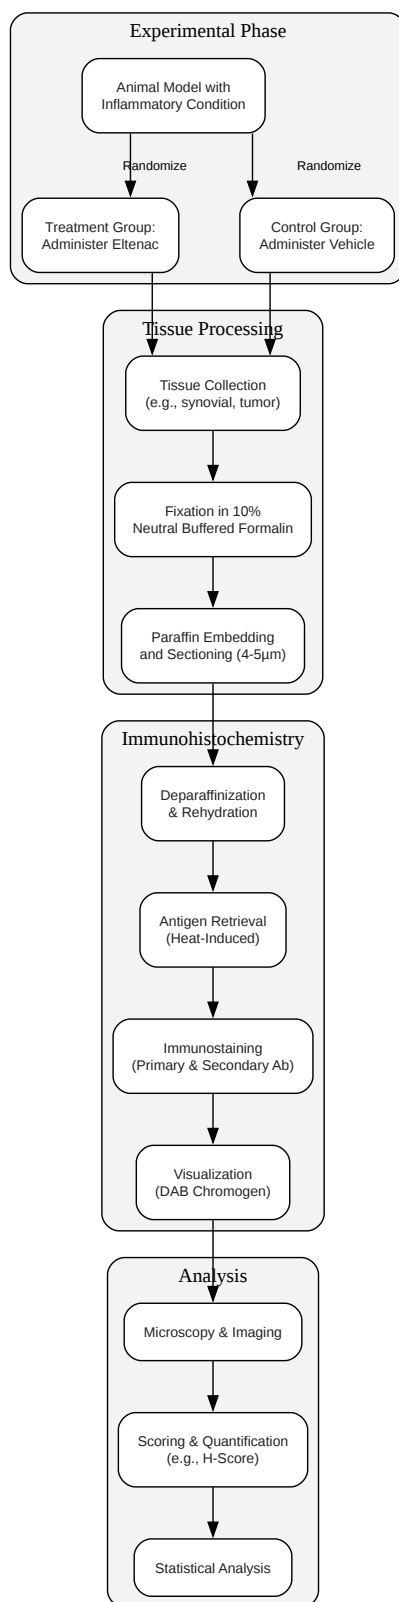 Experimental Phase
Animal Model with
Inflammatory Condition
Randomize
Randomize
Treatment Group:
Administer Eltenac
Control Group:
Administer Vehicle
Tissue Processing
Tissue Collection
(e.g., synovial, tumor)
Fixation in 10%
Neutral Buffered Formalin
Paraffin Embedding
and Sectioning (4-5µm)
Immunohistochemistry
Deparaffinization
& Rehydration
Antigen Retrieval
(Heat-Induced)
Immunostaining
(Primary & Secondary Ab)
Visualization
(DAB Chromogen)
Analysis
Microscopy & Imaging
Scoring & Quantification
(e.g., H-Score)
Statistical Analysis